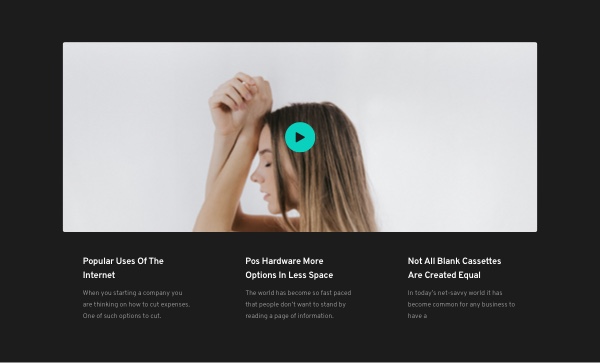 Popular Uses Of The
Internet
When you starting a company you
are thinking on how to cut expenses.
One of such options to cut.
Pos Hardware More
Options In Less Space
The world has become so fast paced
that people don't want to stand by
reading a page of information.
Not All Blank Cassettes
Are Created Equal
In today's net-savvy world it has
become common for any business to
have a